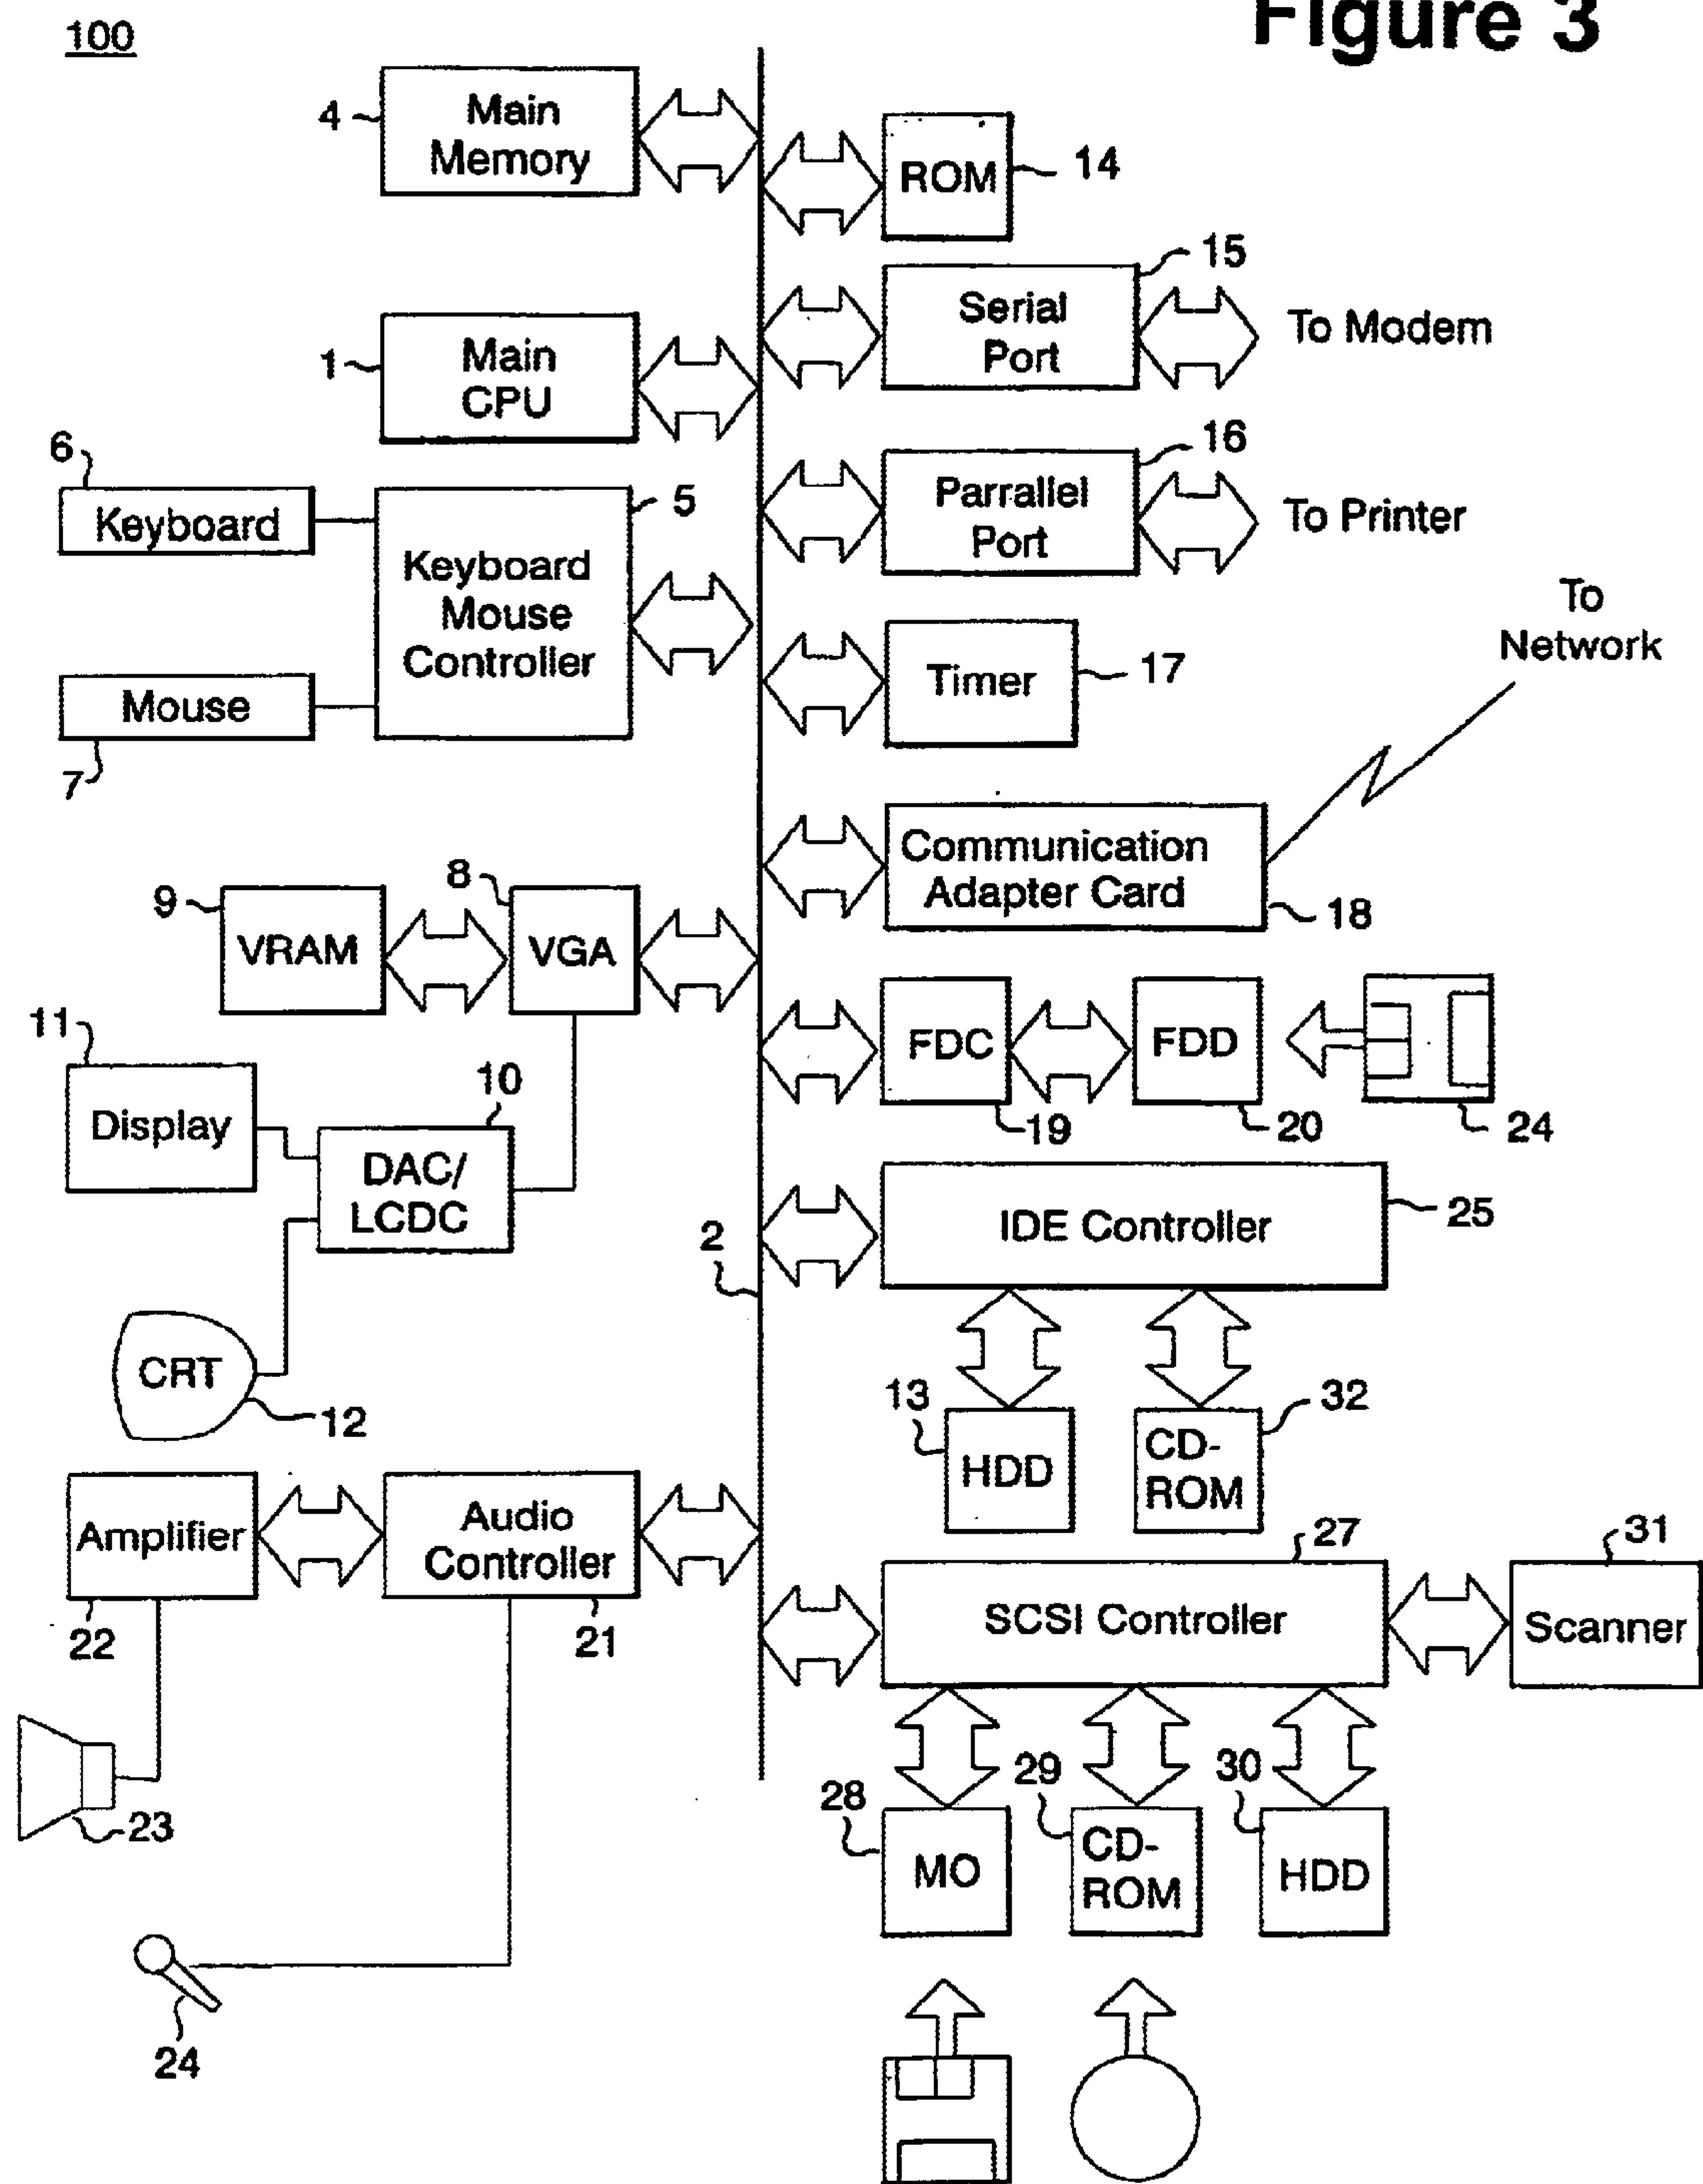 Figure 3
100
4
Main
Memory
ROM
14
15
Serial
Port
To Modem
1
Main
CPU
16
Parrallel
Port
To Printer
6
Keyboard
5
Keyboard
Mouse
Controller
Mouse
7
To
Network
Timer
17
Communication
Adapter Card
18
9
VRAM
8
VGA
FDC
19
FDD
20
24
11
Display
10
DAC/
LCDC
2
IDE Controller
25
CRT
12
13
HDD
32
CD-
ROM
Amplifier
22
Audio
Controller
21
27
SCSI Controller
31
Scanner
23
28
MO
29
CD-
ROM
30
HDD
24